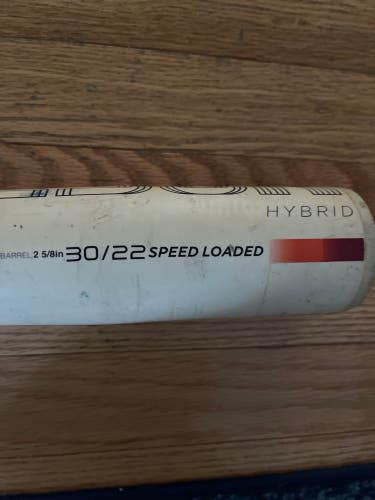 HYBRID
BARREL 2 5/8in 30/22 SPEED LOADED